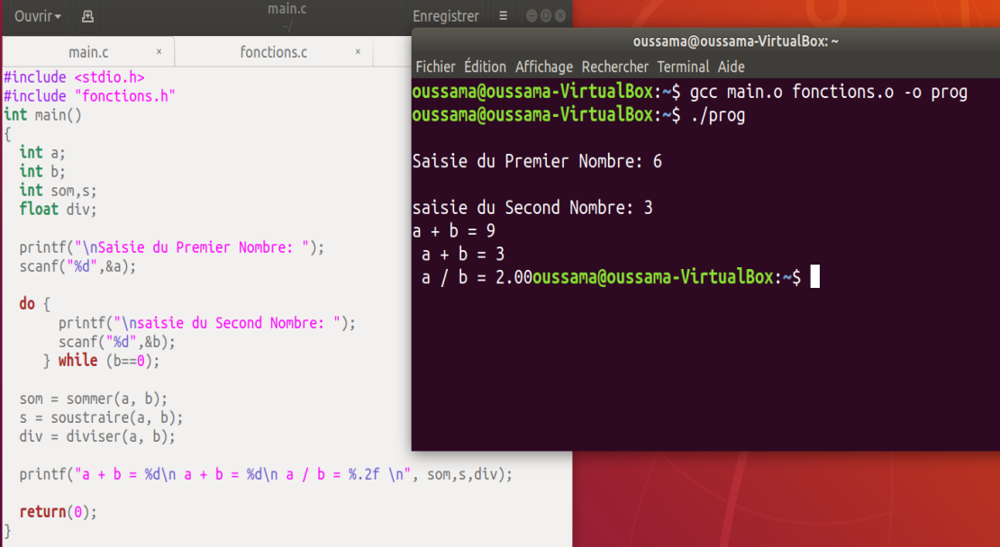 Ouvrir
main.c
~/
Enregistrer
main.c ×
fonctions.c ×
#include <stdio.h>
#include "fonctions.h"
int main()
{
int a;
int b;
int som,s;
float div;
printf("\nSaisie du Premier Nombre: ");
scanf("%d",&a);
do {
printf("\nsaisie du Second Nombre: ");
scanf("%d",&b);
} while (b==0);
som = sommer(a, b);
s = soustraire(a, b);
div = diviser(a, b);
printf("a + b = %d\n a + b = %d\n a / b = %.2f \n", som,s,div);
return(0);
}
oussama@oussama-VirtualBox: ~
Fichier Édition Affichage Rechercher Terminal Aide
oussama@oussama-VirtualBox:~$ gcc main.o fonctions.o -o prog
oussama@oussama-VirtualBox:~$ ./prog
Saisie du Premier Nombre: 6
saisie du Second Nombre: 3
a + b = 9
a + b = 3
a / b = 2.00oussama@oussama-VirtualBox:~$